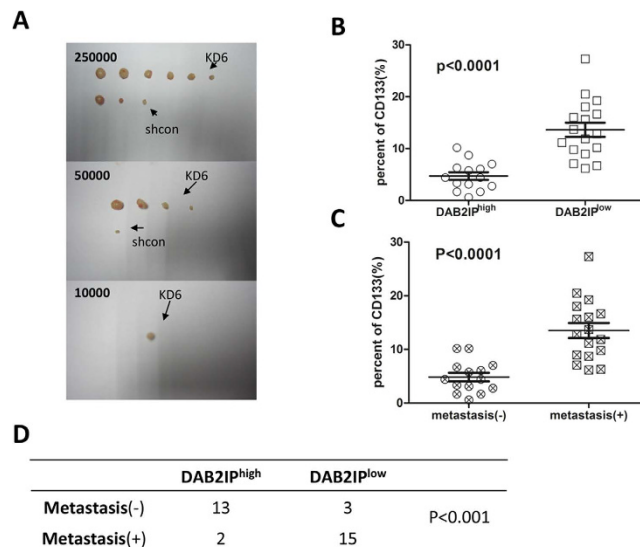 A
250000
KD6
shcon
50000
KD6
shcon
10000
KD6
B
percent of CD133(%)
30
20
10
0
p<0.0001
DAB2IPhigh
DAB2IPlow
C
percent of CD133(%)
30
20
10
0
P<0.0001
metastasis(-)
metastasis(+)
D
DAB2IPhigh DAB2IPlow
Metastasis(-) 13 3
P<0.001
Metastasis(+) 2 15